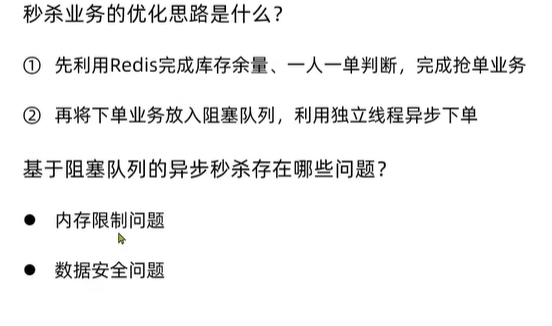 秒杀业务的优化思路是什么？
① 先利用Redis完成库存余量、一人一单判断，完成抢单业务
② 再将下单业务放入阻塞队列，利用独立线程异步下单
基于阻塞队列的异步秒杀存在哪些问题？
● 内存限制问题
● 数据安全问题